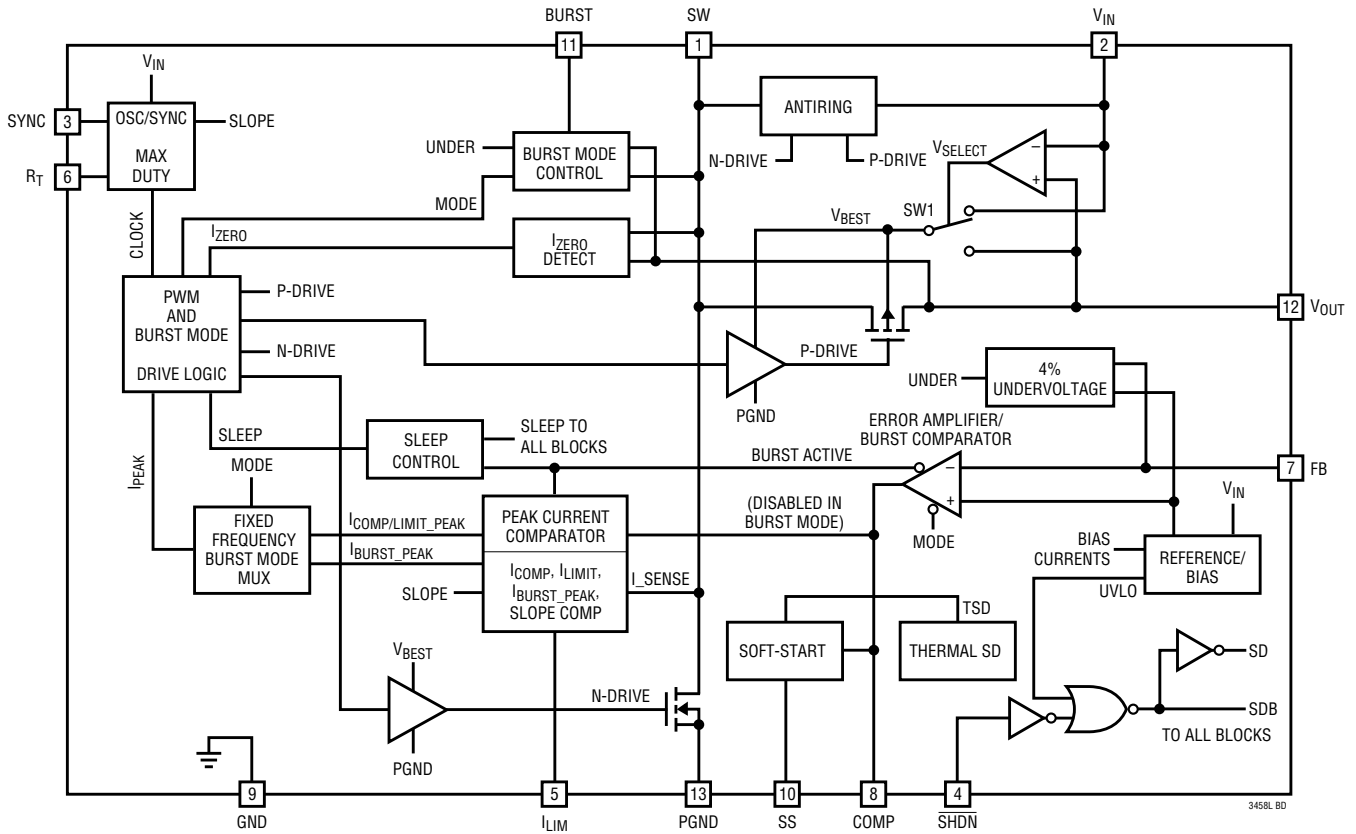 BURST
SW
VIN
11
1
2
VIN
SYNC
3
OSC/SYNC
SLOPE
MAX
DUTY
RT
6
ANTIRING
N-DRIVE
P-DRIVE
UNDER
BURST MODE
CONTROL
VSELECT
−
+
MODE
CLOCK
IZERO
IZERO
DETECT
VBEST
SW1
PWM
AND
BURST MODE
DRIVE LOGIC
P-DRIVE
N-DRIVE
12
VOUT
P-DRIVE
PGND
UNDER
4%
UNDERVOLTAGE
ERROR AMPLIFIER/
BURST COMPARATOR
SLEEP
SLEEP
CONTROL
SLEEP TO
ALL BLOCKS
BURST ACTIVE
−
+
7
FB
IPEAK
MODE
(DISABLED IN
BURST MODE)
MODE
VIN
FIXED
FREQUENCY
BURST MODE
MUX
ICOMP/LIMIT_PEAK
IBURST_PEAK
PEAK CURRENT
COMPARATOR
ICOMP, ILIMIT,
IBURST_PEAK,
SLOPE COMP
SLOPE
I_SENSE
BIAS
CURRENTS
UVLO
REFERENCE/
BIAS
TSD
SOFT-START
THERMAL SD
SD
VBEST
N-DRIVE
SDB
TO ALL BLOCKS
PGND
9
5
13
10
8
4
GND
ILIM
PGND
SS
COMP
SHDN
3458L BD